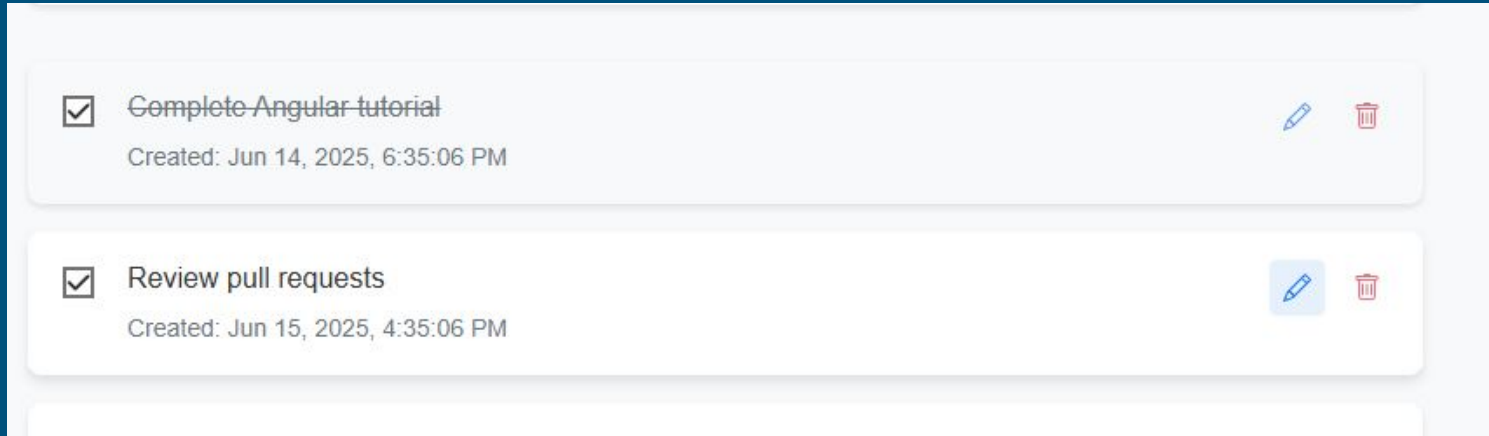 Complete Angular tutorial
Created: Jun 14, 2025, 6:35:06 PM
Review pull requests
Created: Jun 15, 2025, 4:35:06 PM